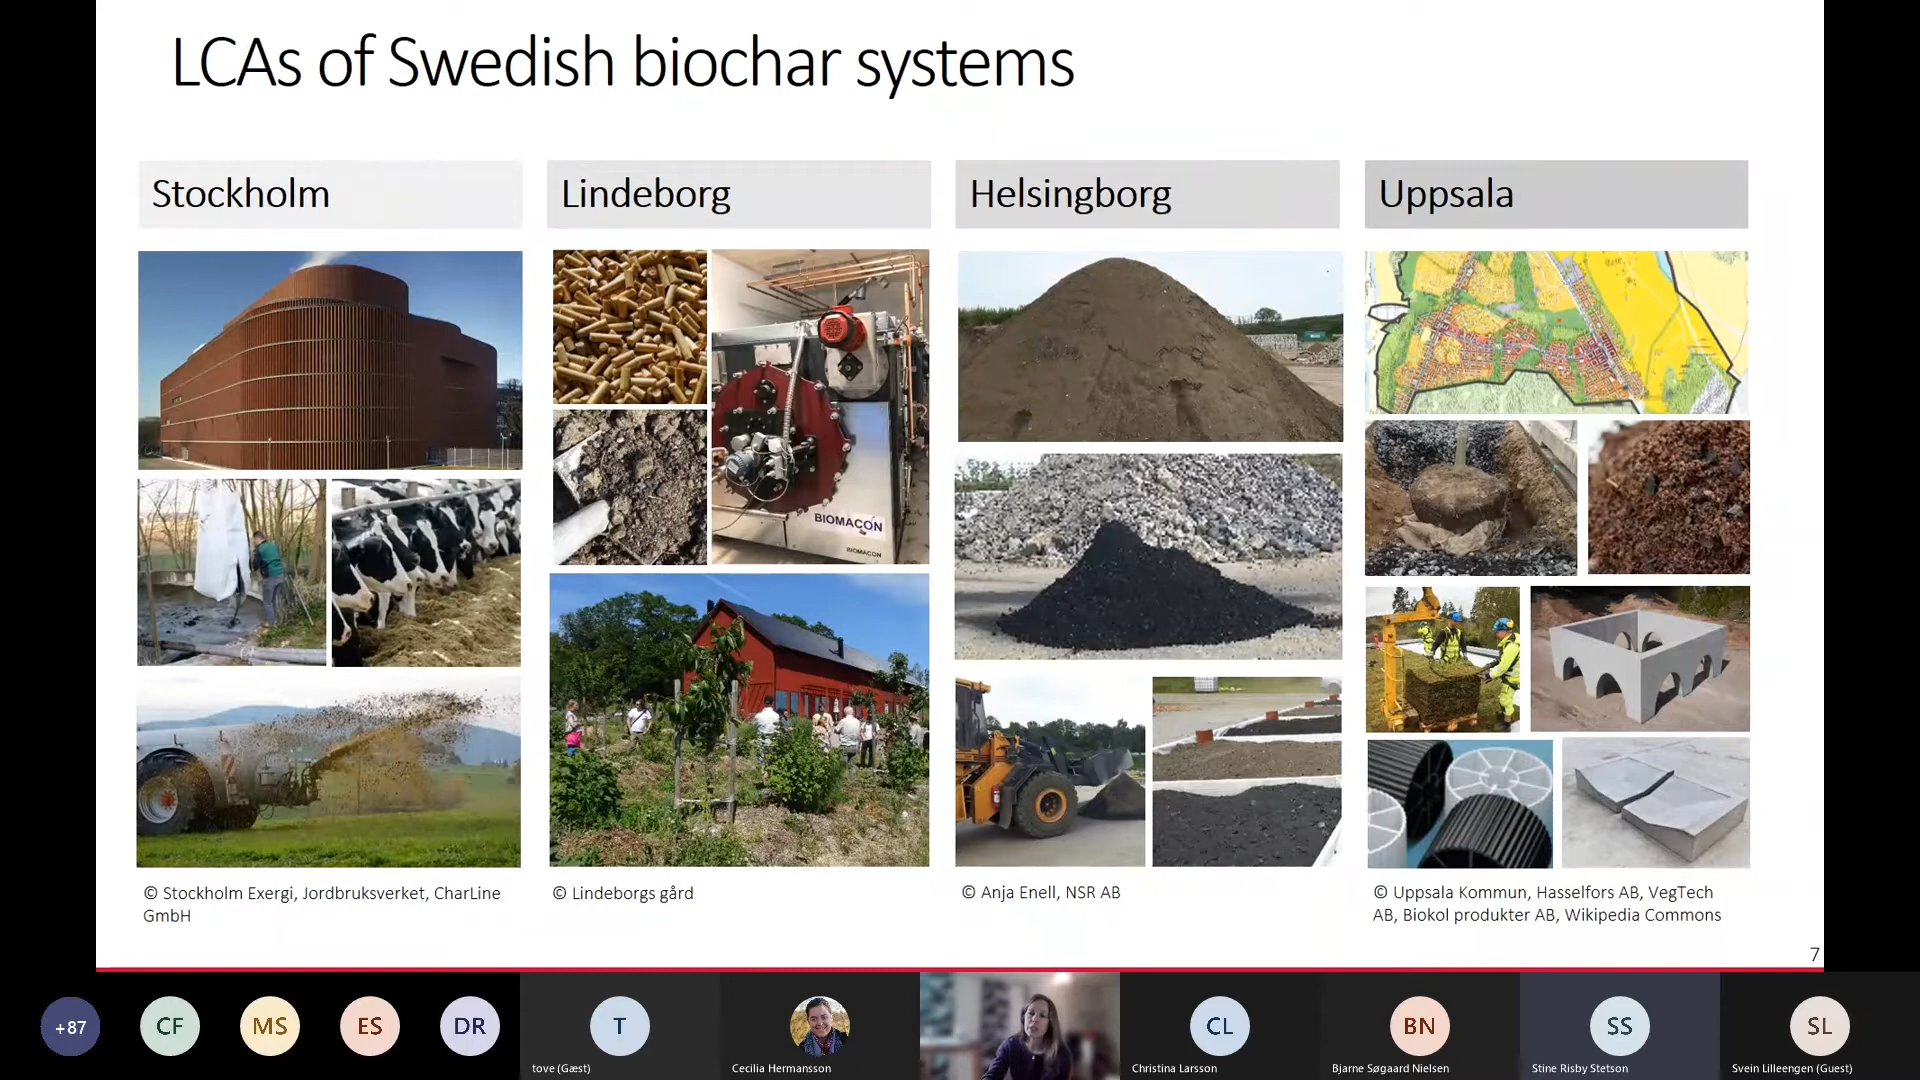 LCAs of Swedish biochar systems
Stockholm
Lindeborg
Helsingborg
Uppsala
BIOMACON
BIOMACON
© Stockholm Exergi, Jordbruksverket, CharLine
GmbH
© Lindeborgs gård
© Anja Enell, NSR AB
© Uppsala Kommun, Hasselfors AB, VegTech
AB, Biokol produkter AB, Wikipedia Commons
7
+87
CF
MS
ES
DR
T
tove (Gæst)
Cecilia Hermansson
CL
Christina Larsson
BN
Bjarne Søgaard Nielsen
SS
Stine Risby Stetson
SL
Svein Lilleengen (Guest)